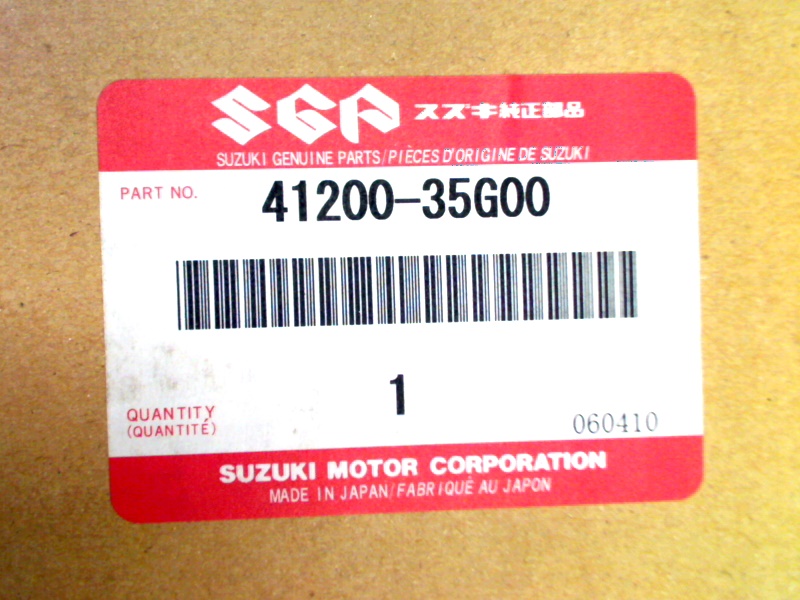 SGP スズキ純正部品
SUZUKI GENUINE PARTS/PIÈCES D'ORIGINE DE SUZUKI
PART NO. 41200-35G00
1
QUANTITY
(QUANTITÉ)
060410
SUZUKI MOTOR CORPORATION
MADE IN JAPAN/FABRIQUÉ AU JAPON